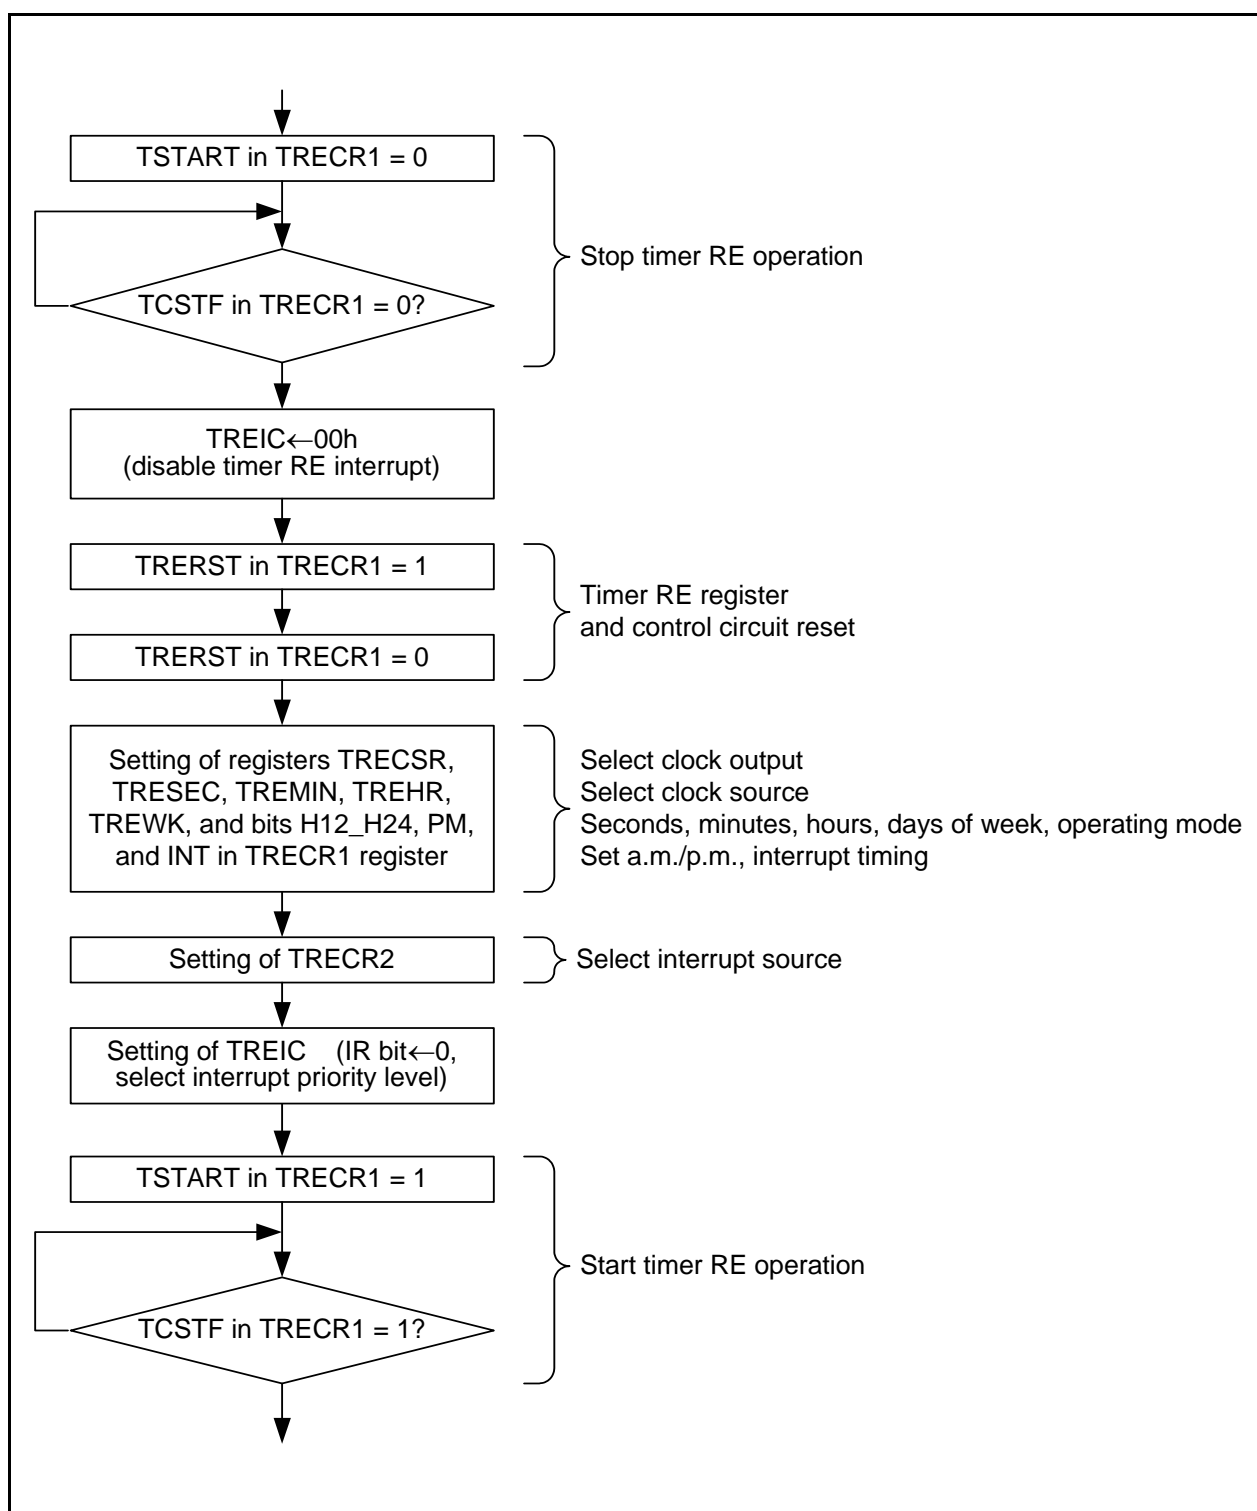 TSTART in TRECR1 = 0
TCSTF in TRECR1 = 0?
Stop timer RE operation
TREIC←00h
(disable timer RE interrupt)
TRERST in TRECR1 = 1
TRERST in TRECR1 = 0
Timer RE register
and control circuit reset
Setting of registers TRECSR,
TRESEC, TREMIN, TREHR,
TREWK, and bits H12_H24, PM,
and INT in TRECR1 register
Select clock output
Select clock source
Seconds, minutes, hours, days of week, operating mode
Set a.m./p.m., interrupt timing
Setting of TRECR2
Select interrupt source
Setting of TREIC (IR bit←0,
select interrupt priority level)
TSTART in TRECR1 = 1
TCSTF in TRECR1 = 1?
Start timer RE operation